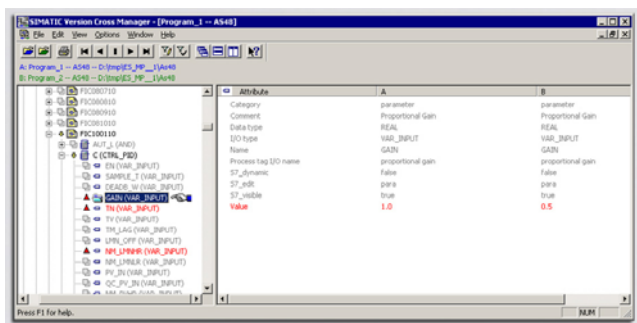 SIMATIC Version Cross Manager - [Program_1 -- AS48]
File Edit View Options Window Help
A: Program_1 -- AS48 -- D:\tmp\ES_MP__1\As48
B: Program_2 -- AS48 -- D:\tmp\ES_MP__1\As48
FIC080710
FIC080810
FIC080910
FIC081010
FIC100110
AUT_L (AND)
C (CTRL_PID)
EN (VAR_INPUT)
SAMPLE_T (VAR_INPUT)
DEADB_W (VAR_INPUT)
GAIN (VAR_INPUT)
TN (VAR_INPUT)
TV (VAR_INPUT)
TM_LAG (VAR_INPUT)
LMN_OFF (VAR_INPUT)
NM_LMNHR (VAR_INPUT)
NM_LMNLR (VAR_INPUT)
PV_IN (VAR_INPUT)
QC_PV_IN (VAR_INPUT)
Attribute A B
Category parameter parameter
Comment Proportional Gain Proportional Gain
Data type REAL REAL
I/O type VAR_INPUT VAR_INPUT
Name GAIN GAIN
Process tag I/O name proportional gain proportional gain
S7_dynamic false false
S7_edit para para
S7_visible true true
Value 1.0 0.5
Press F1 for help. NUM